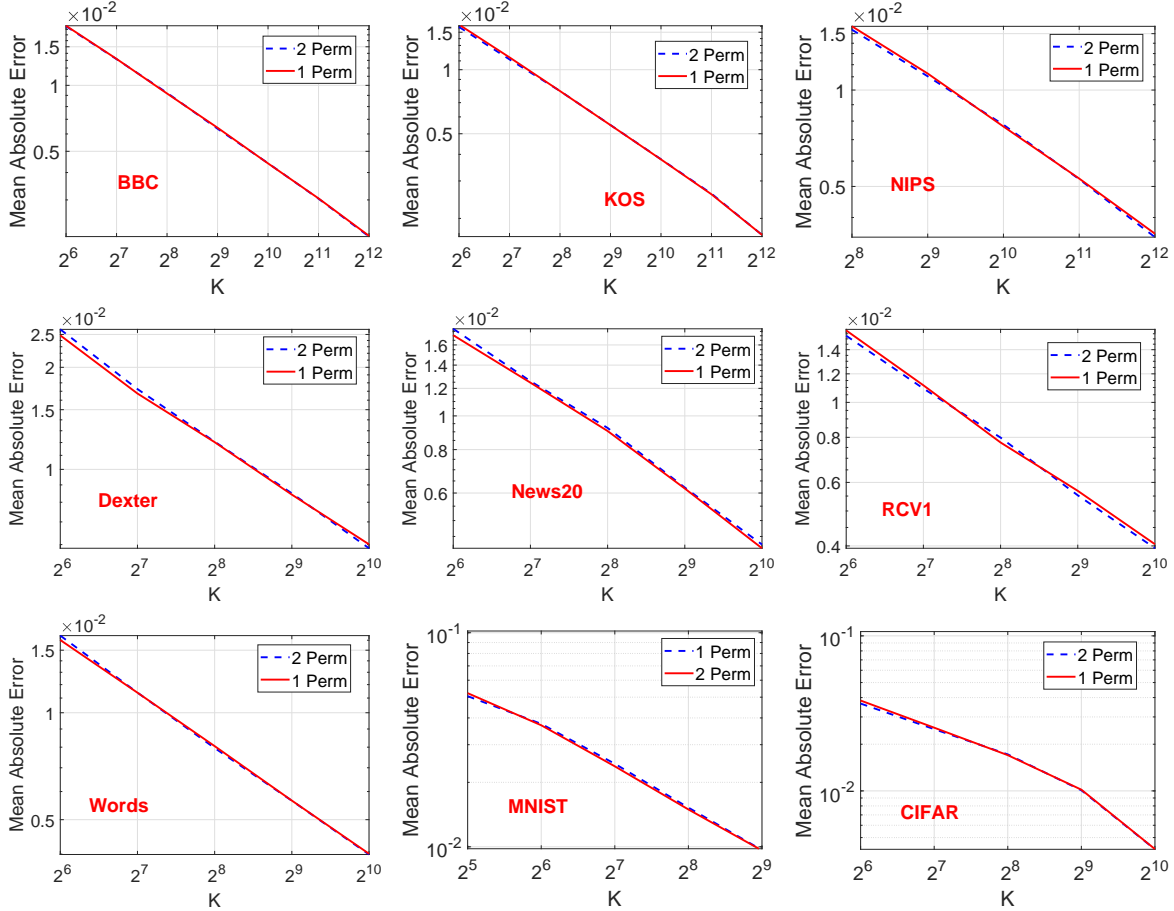 ×10^-2
1.5
1
0.5
Mean Absolute Error
2 Perm
1 Perm
BBC
2^6 2^7 2^8 2^9 2^10 2^11 2^12
K
×10^-2
1.5
1
0.5
Mean Absolute Error
2 Perm
1 Perm
KOS
2^6 2^7 2^8 2^9 2^10 2^11 2^12
K
×10^-2
1
0.5
Mean Absolute Error
2 Perm
1 Perm
NIPS
2^8 2^9 2^10 2^11 2^12
K
×10^-2
2.5
2
1.5
1
Mean Absolute Error
2 Perm
1 Perm
Dexter
2^6 2^7 2^8 2^9 2^10
K
×10^-2
1.6
1.4
1.2
1
0.8
0.6
Mean Absolute Error
2 Perm
1 Perm
News20
2^6 2^7 2^8 2^9 2^10
K
×10^-2
1.4
1.2
1
0.8
0.6
0.4
Mean Absolute Error
2 Perm
1 Perm
RCV1
2^6 2^7 2^8 2^9 2^10
K
×10^-2
1.5
1
0.5
Mean Absolute Error
2 Perm
1 Perm
Words
2^6 2^7 2^8 2^9 2^10
K
10^-1
10^-2
Mean Absolute Error
1 Perm
2 Perm
MNIST
2^5 2^6 2^7 2^8 2^9
K
10^-1
10^-2
Mean Absolute Error
2 Perm
1 Perm
CIFAR
2^6 2^7 2^8 2^9 2^10
K